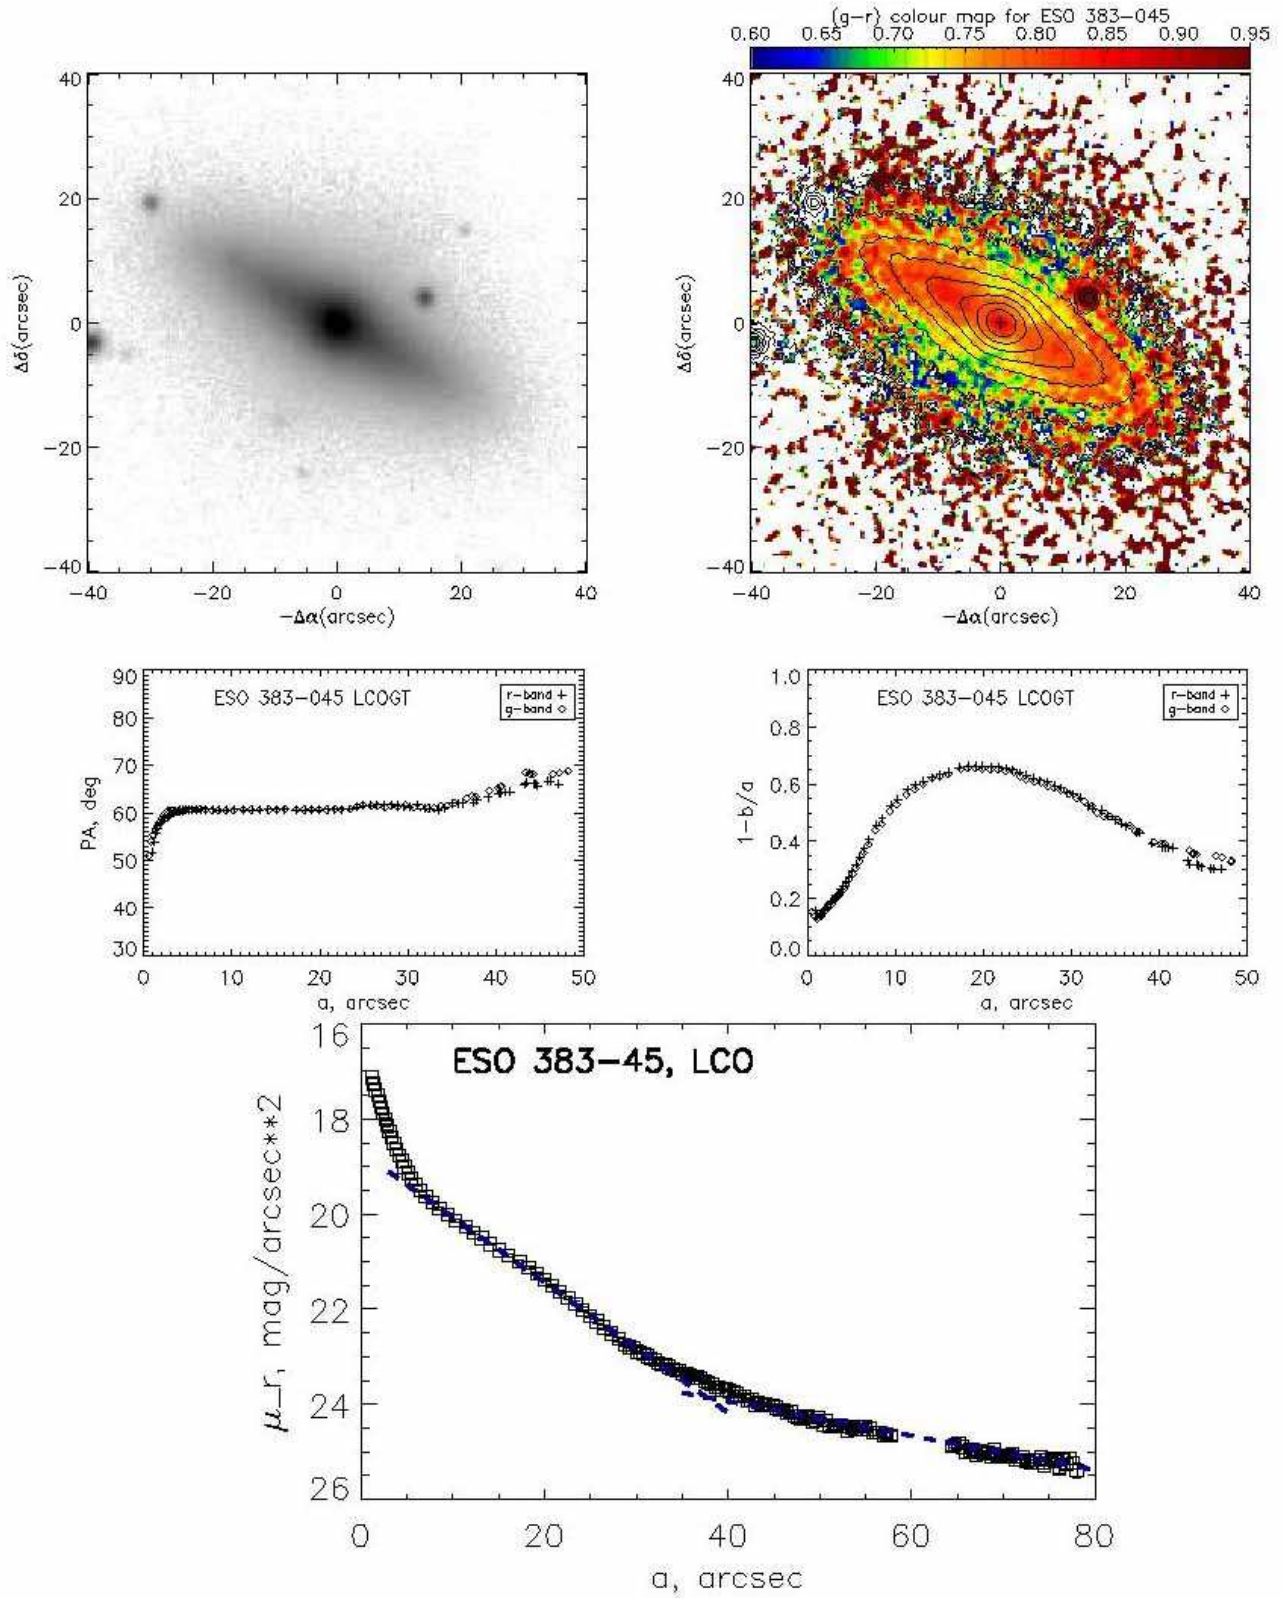 (g−r) colour map for ESO 383−045
0.60 0.65 0.70 0.75 0.80 0.85 0.90 0.95
40
20
0
−20
−40
Δδ(arcsec)
−40 −20 0 20 40
−Δα(arcsec)
40
20
0
−20
−40
Δδ(arcsec)
−40 −20 0 20 40
−Δα(arcsec)
ESO 383−045 LCOGT
r−band +
g−band ◇
90
80
70
60
50
40
30
PA, deg
0 10 20 30 40 50
a, arcsec
ESO 383−045 LCOGT
r−band +
g−band ◇
1.0
0.8
0.6
0.4
0.2
0.0
1−b/a
0 10 20 30 40 50
a, arcsec
ESO 383−45, LCO
16
18
20
22
24
26
μ_r, mag/arcsec**2
0 20 40 60 80
a, arcsec